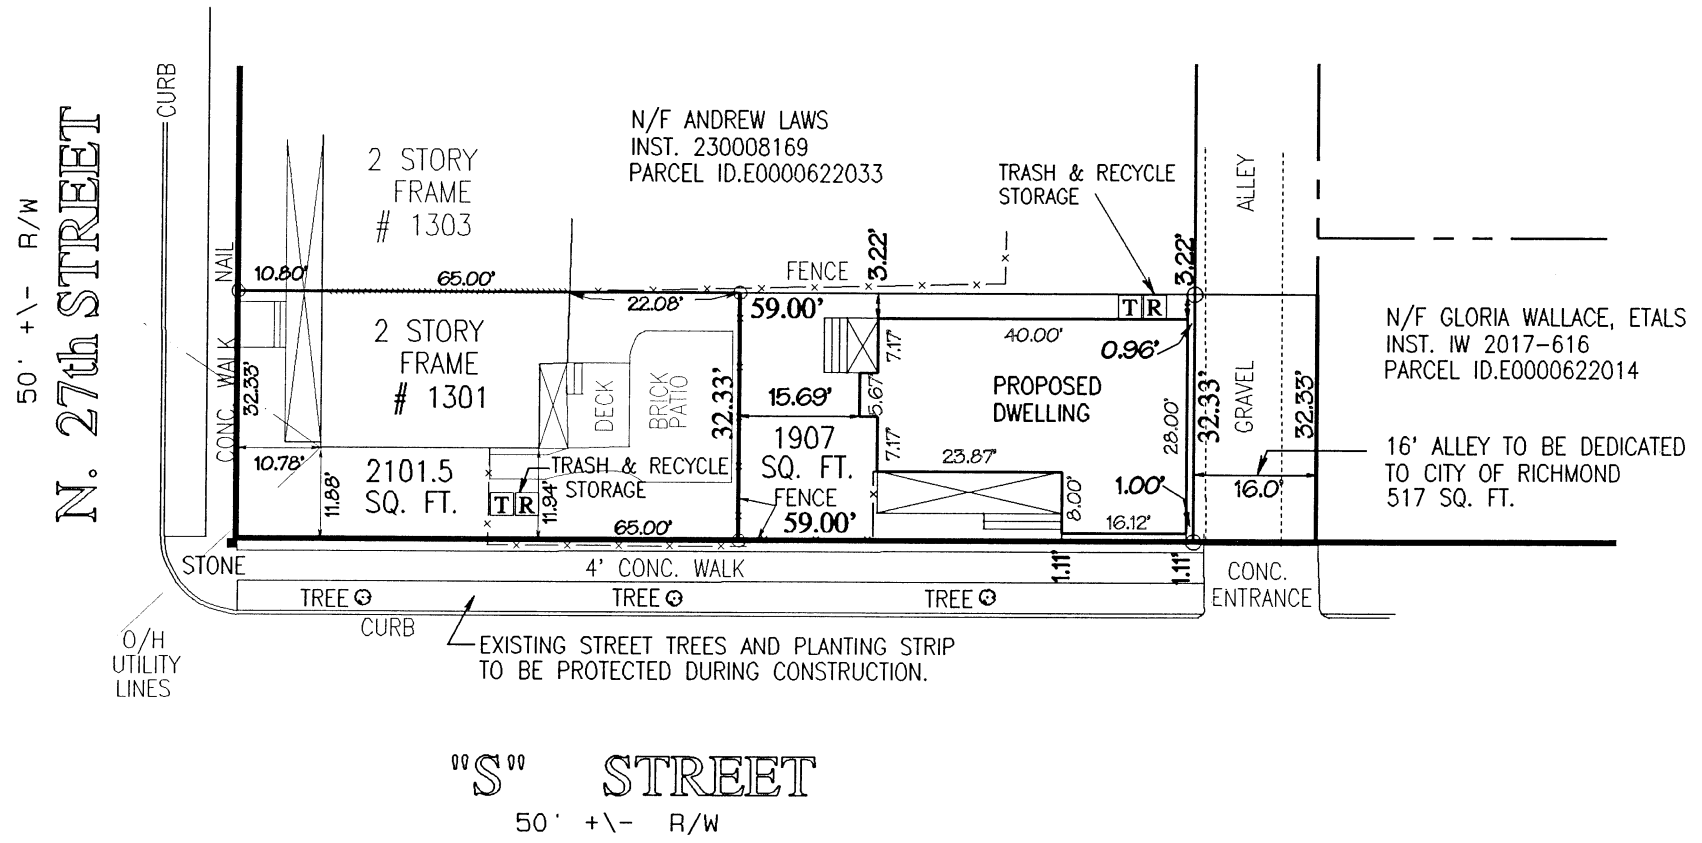 CURB
50' +\- R/W
N. 27th STREET
CONC. WALK
NAIL
2 STORY
FRAME
# 1303
N/F ANDREW LAWS
INST. 230008169
PARCEL ID.E0000622033
TRASH & RECYCLE
STORAGE
ALLEY
10.80'
65.00'
FENCE
3.22'
3.22'
22.08'
59.00'
T R
2 STORY
FRAME
# 1301
32.33'
DECK
BRICK
PATIO
32.33'
7.17'
40.00'
0.96'
5.67'
15.69'
PROPOSED
DWELLING
28.00'
32.33'
GRAVEL
32.33'
N/F GLORIA WALLACE, ETALS
INST. IW 2017-616
PARCEL ID.E0000622014
10.78'
11.88'
2101.5
SQ. FT.
TRASH & RECYCLE
STORAGE
T R
11.94'
1907
SQ. FT.
7.17'
23.87'
FENCE
59.00'
65.00'
8.00'
1.00'
16.12'
16.0'
16' ALLEY TO BE DEDICATED
TO CITY OF RICHMOND
517 SQ. FT.
STONE
4' CONC. WALK
1.11'
1.11'
CONC.
ENTRANCE
TREE
TREE
TREE
CURB
O/H
UTILITY
LINES
EXISTING STREET TREES AND PLANTING STRIP
TO BE PROTECTED DURING CONSTRUCTION.
"S" STREET
50' +\- R/W